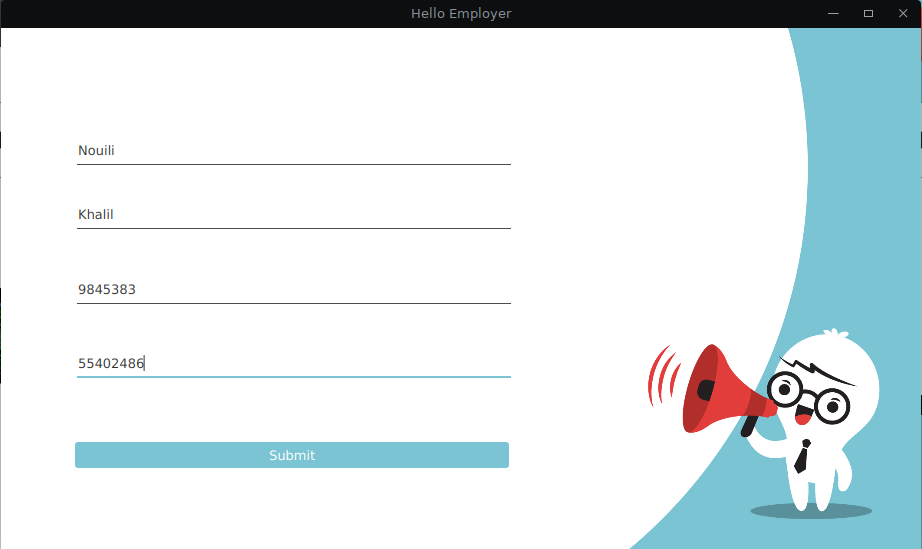 Hello Employer
Nouili
Khalil
9845383
55402486
Submit